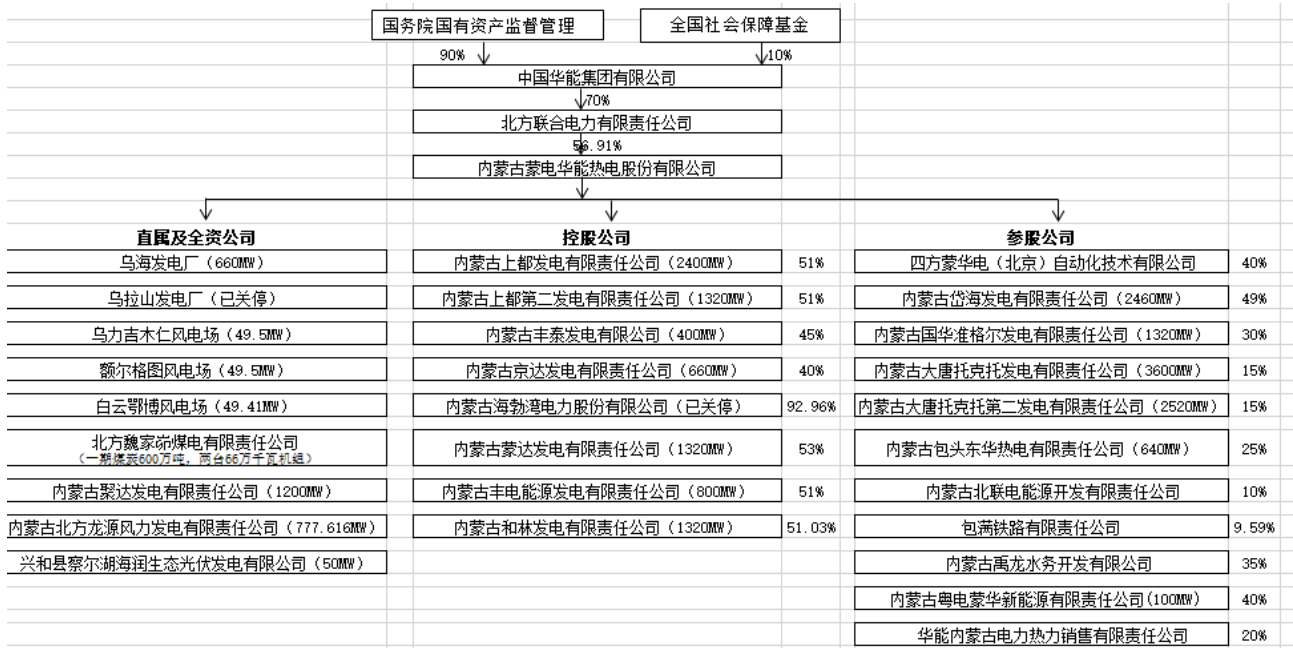 国务院国有资产监督管理 全国社会保障基金
90% 10%
中国华能集团有限公司
70%
北方联合电力有限责任公司
56.91%
内蒙古蒙电华能热电股份有限公司
直属及全资公司 控股公司 参股公司
乌海发电厂（660MW） 内蒙古上都发电有限责任公司（2400MW） 51% 四方蒙华电（北京）自动化技术有限公司 40%
乌拉山发电厂（已关停） 内蒙古上都第二发电有限责任公司（1320MW） 51% 内蒙古岱海发电有限责任公司（2460MW） 49%
乌力吉木仁风电场（49.5MW） 内蒙古丰泰发电有限公司（400MW） 45% 内蒙古国华准格尔发电有限责任公司（1320MW） 30%
额尔格图风电场（49.5MW） 内蒙古京达发电有限责任公司（660MW） 40% 内蒙古大唐托克托发电有限责任公司（3600MW） 15%
白云鄂博风电场（49.41MW） 内蒙古海勃湾电力股份有限公司（已关停） 92.96% 内蒙古大唐托克托第二发电有限责任公司（2520MW） 15%
北方魏家峁煤电有限责任公司
（一期煤炭600万吨，两台66万千瓦机组） 内蒙古蒙达发电有限责任公司（1320MW） 53% 内蒙古包头东华热电有限责任公司（640MW） 25%
内蒙古聚达发电有限责任公司（1200MW） 内蒙古丰电能源发电有限责任公司（800MW） 51% 内蒙古北联电能源开发有限责任公司 10%
内蒙古北方龙源风力发电有限责任公司（777.616MW） 内蒙古和林发电有限责任公司（1320MW） 51.03% 包满铁路有限责任公司 9.59%
兴和县察尔湖海润生态光伏发电有限公司（50MW） 内蒙古禹龙水务开发有限公司 35%
内蒙古粤电蒙华新能源有限责任公司(100MW) 40%
华能内蒙古电力热力销售有限责任公司 20%